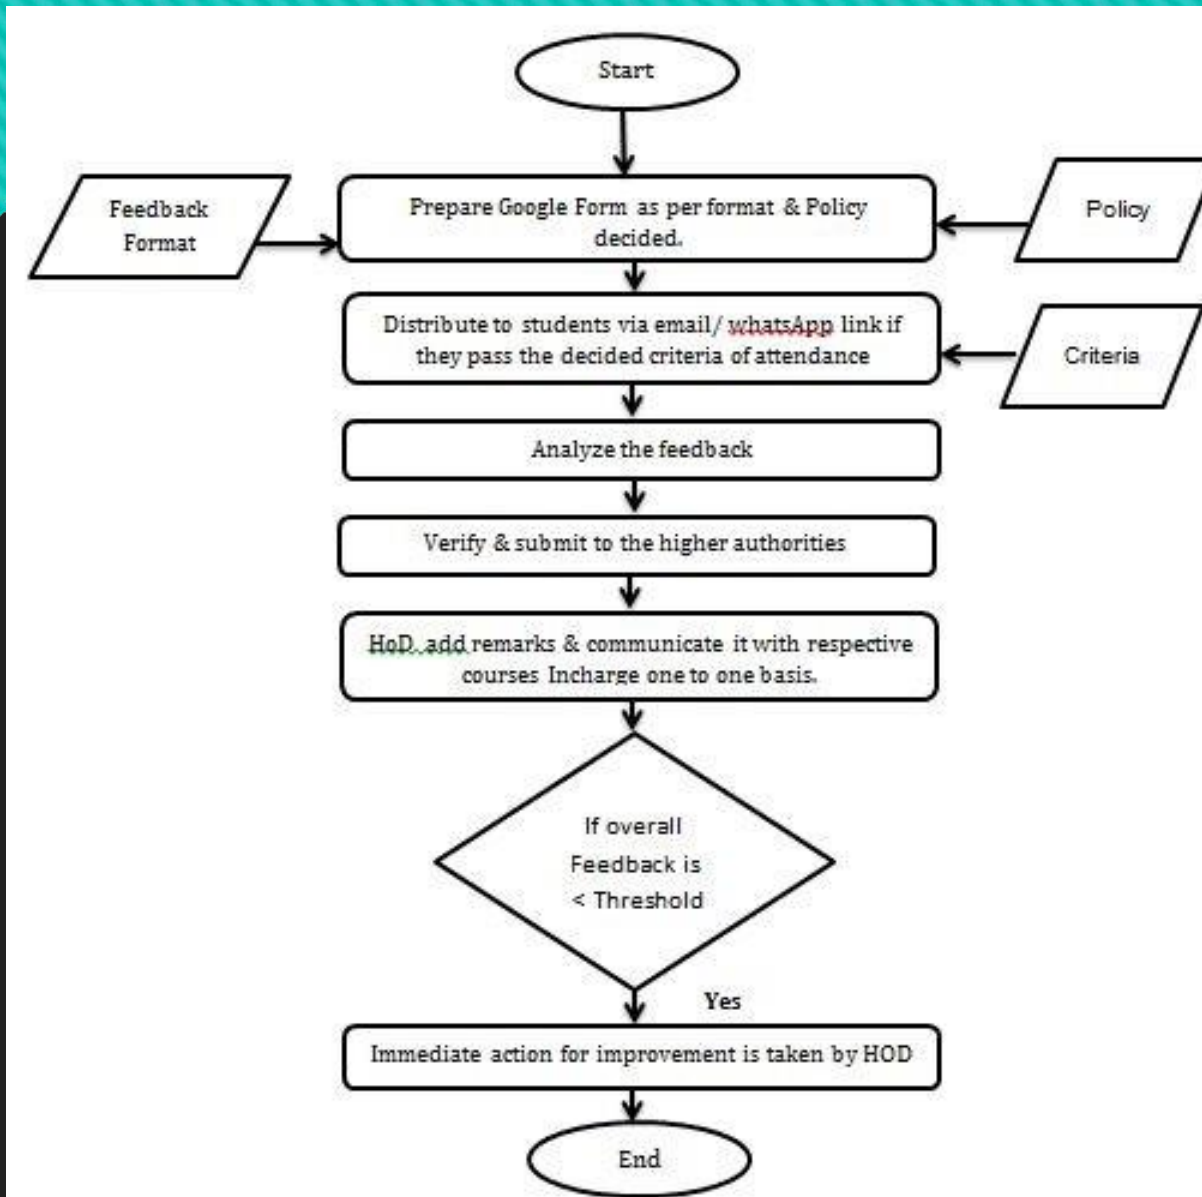 Start
Feedback
Format
Prepare Google Form as per format & Policy
decided.
Policy
Distribute to students via email/ whatsApp link if
they pass the decided criteria of attendance
Criteria
Analyze the feedback
Verify & submit to the higher authorities
HoD add remarks & communicate it with respective
courses Incharge one to one basis.
If overall
Feedback is
< Threshold
Yes
Immediate action for improvement is taken by HOD
End